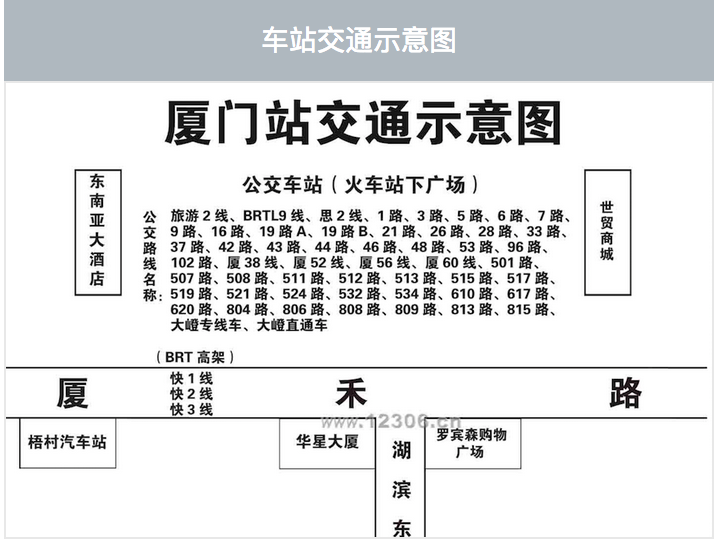 车站交通示意图
厦门站交通示意图
东南亚大酒店
公交车站（火车站下广场）
世贸商城
公交路线名称：
旅游2线、BRTL9线、思2线、1路、3路、5路、6路、7路、
9路、16路、19路A、19路B、21路、26路、28路、33路、
37路、42路、43路、44路、46路、48路、53路、96路、
102路、厦38线、厦52线、厦56线、厦60线、501路、
507路、508路、511路、512路、513路、515路、517路、
519路、521路、524路、532路、534路、610路、617路、
620路、804路、806路、808路、809路、813路、815路、
大嶝专线车、大嶝直通车
（BRT高架）
厦禾路
快1线
快2线
快3线
www.12306.cn
梧村汽车站
华星大厦
湖滨东
罗宾森购物
广场